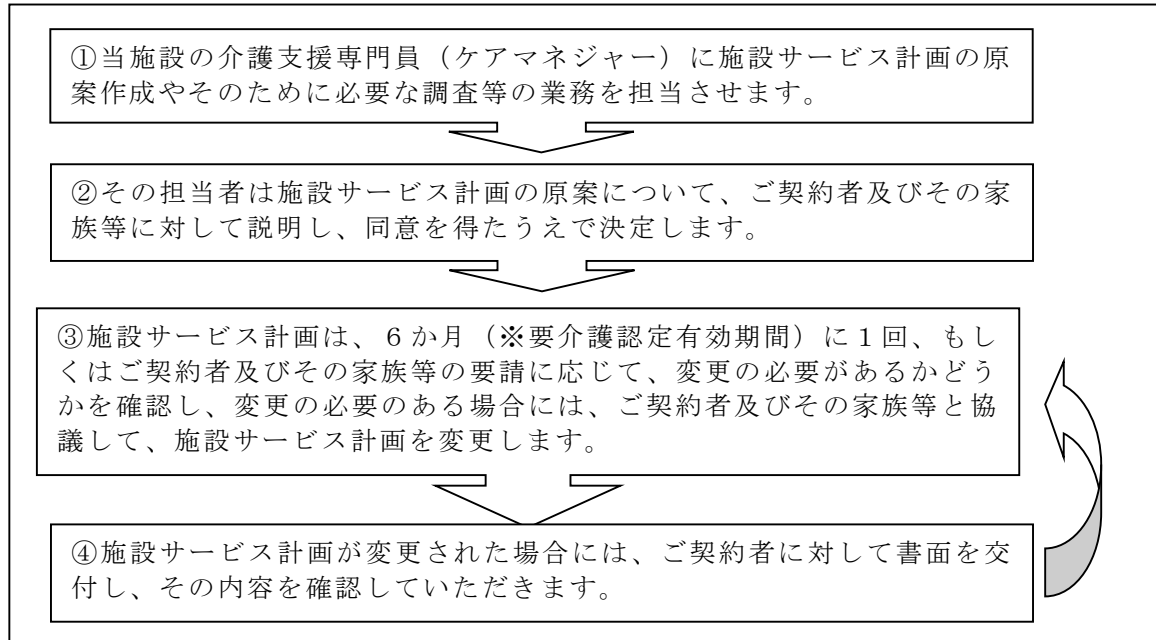 ①当施設の介護支援専門員（ケアマネジャー）に施設サービス計画の原
案作成やそのために必要な調査等の業務を担当させます。
②その担当者は施設サービス計画の原案について、ご契約者及びその家
族等に対して説明し、同意を得たうえで決定します。
③施設サービス計画は、６か月（※要介護認定有効期間）に１回、もし
くはご契約者及びその家族等の要請に応じて、変更の必要があるかどう
かを確認し、変更の必要のある場合には、ご契約者及びその家族等と協
議して、施設サービス計画を変更します。
④施設サービス計画が変更された場合には、ご契約者に対して書面を交
付し、その内容を確認していただきます。